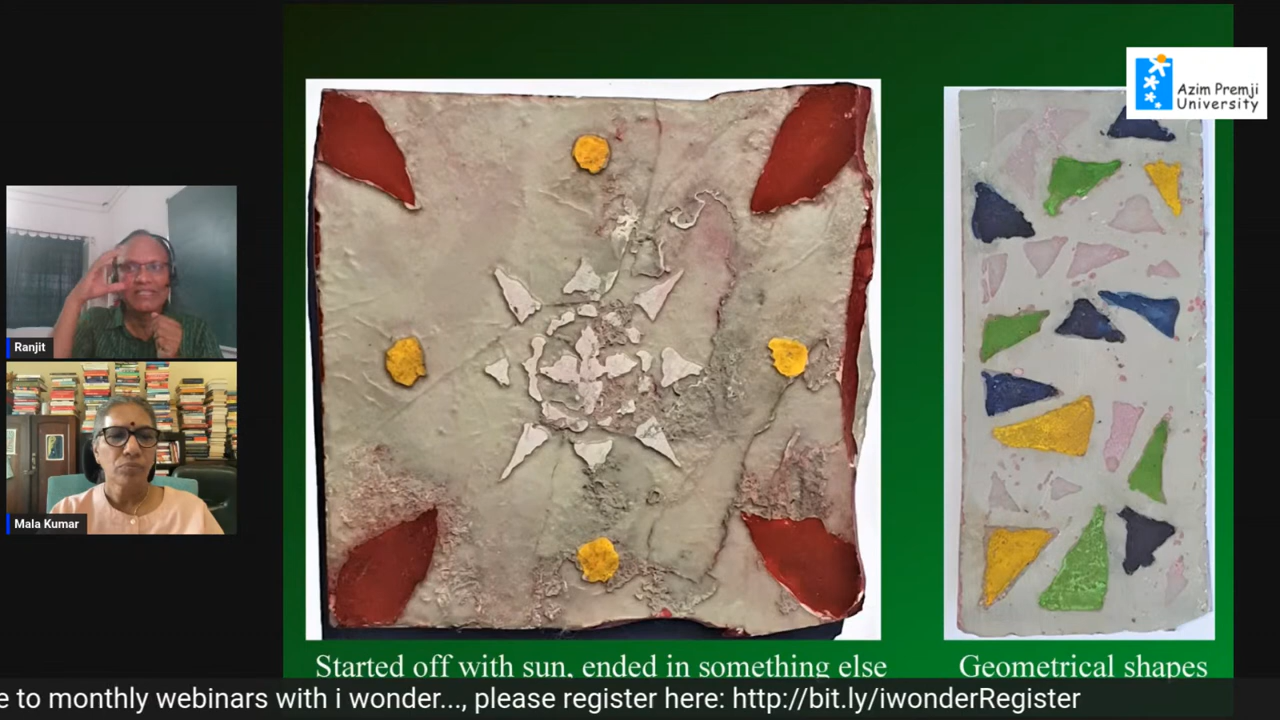 Azim Premji
University
Ranjit
Mala Kumar
Started off with sun, ended in something else
Geometrical shapes
e to monthly webinars with i wonder..., please register here: http://bit.ly/iwonderRegister